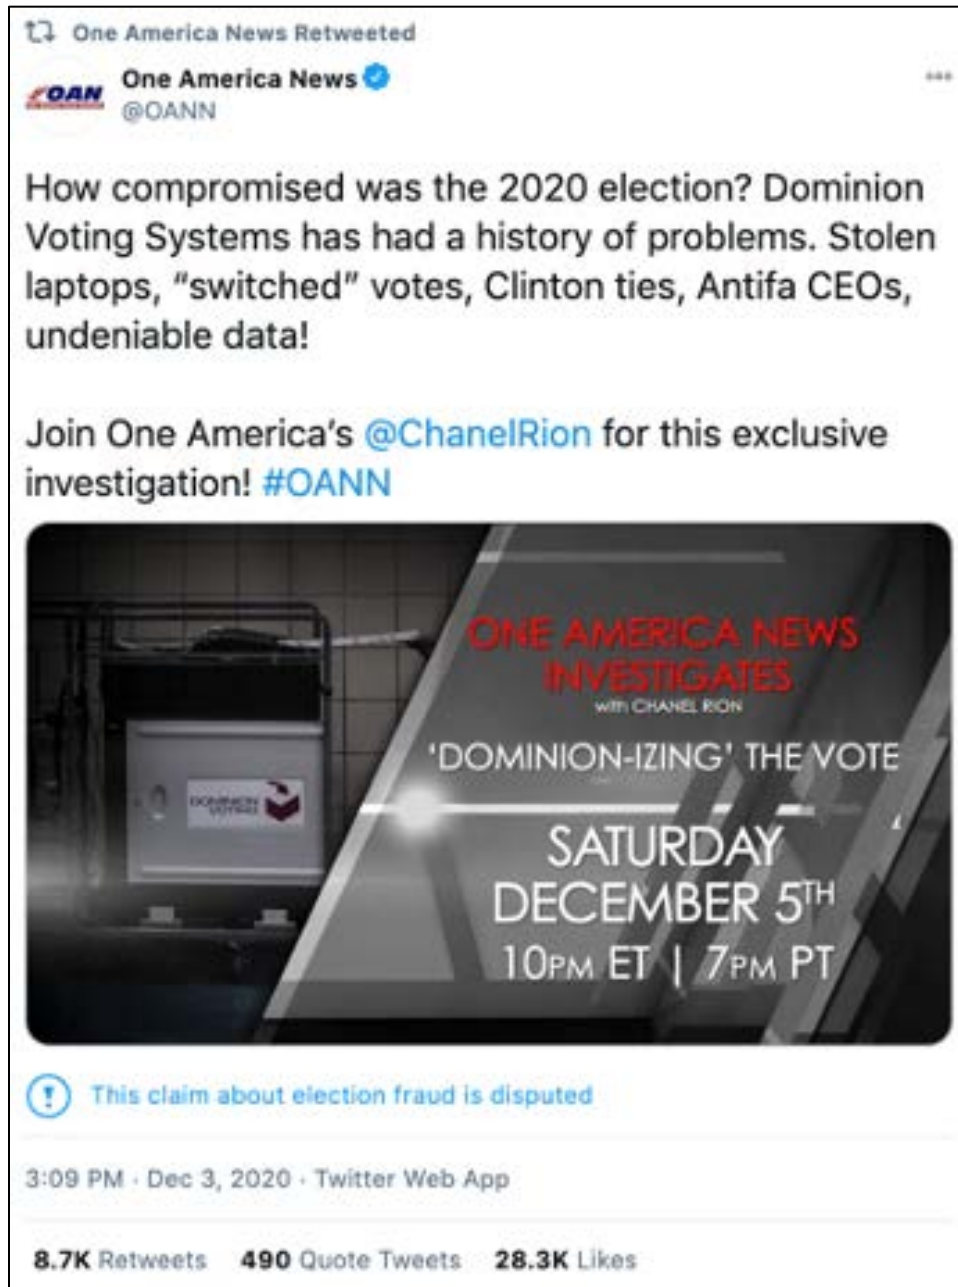 One America News Retweeted
OAN
One America News
@OANN
How compromised was the 2020 election? Dominion
Voting Systems has had a history of problems. Stolen
laptops, “switched” votes, Clinton ties, Antifa CEOs,
undeniable data!
Join One America’s @ChanelRion for this exclusive
investigation! #OANN
DOMINION
VOTING
ONE AMERICA NEWS
INVESTIGATES
with CHANEL RION
‘DOMINION-IZING’ THE VOTE
SATURDAY
DECEMBER 5TH
10PM ET | 7PM PT
This claim about election fraud is disputed
3:09 PM · Dec 3, 2020 · Twitter Web App
8.7K Retweets 490 Quote Tweets 28.3K Likes